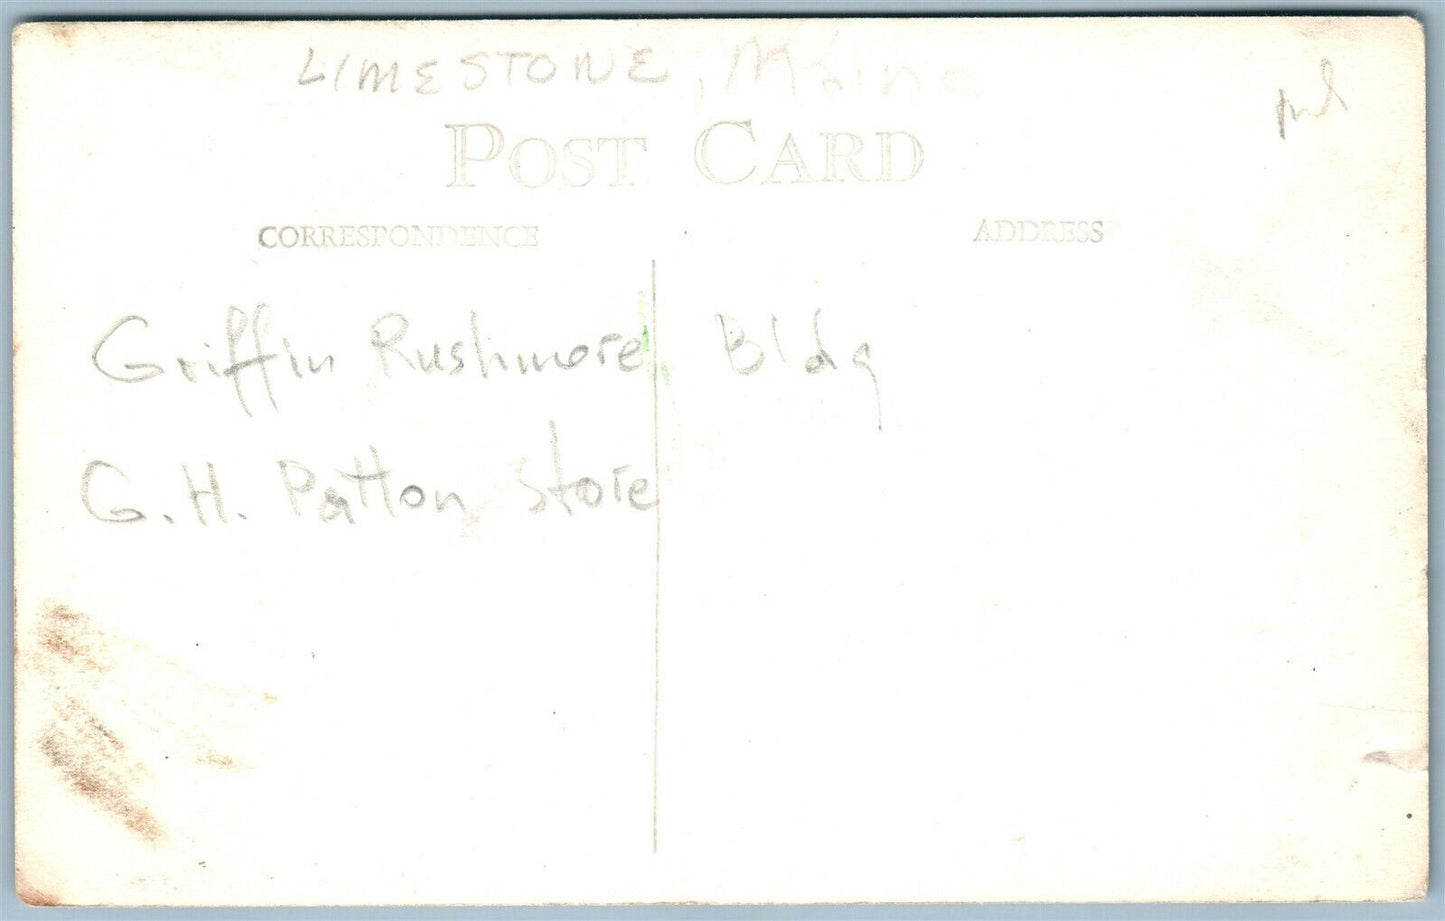 LIMESTONE, Maine
POST CARD
CORRESPONDENCE
ADDRESS
Griffin Rushmore Bldg
G.H. Patton Store